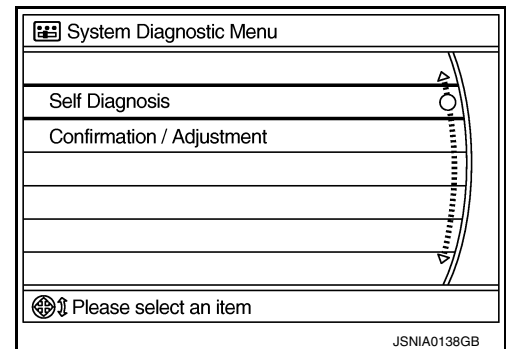 System Diagnostic Menu
Self Diagnosis
Confirmation / Adjustment
Please select an item
JSNIA0138GB